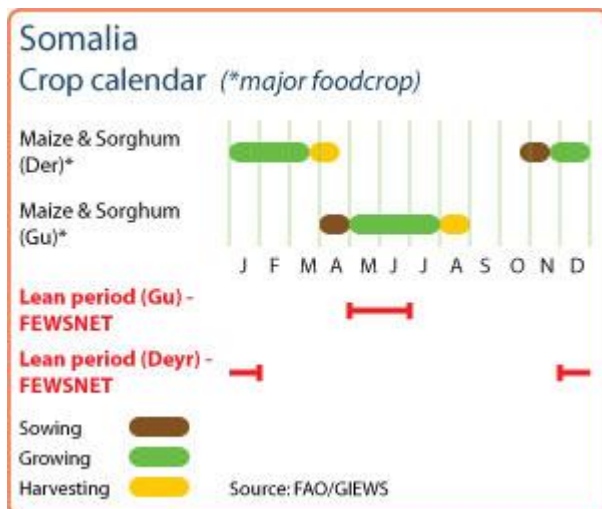 Somalia
Crop calendar (*major foodcrop)
Maize & Sorghum
(Der)*
Maize & Sorghum
(Gu)*
J F M A M J J A S O N D
Lean period (Gu) -
FEWSNET
Lean period (Deyr) -
FEWSNET
Sowing
Growing
Harvesting
Source: FAO/GIEWS